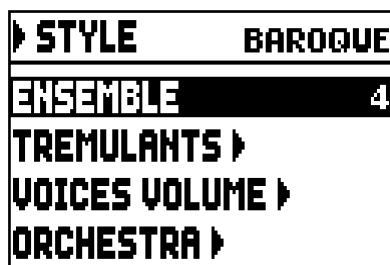 STYLE BAROQUE
ENSEMBLE 4
TREMULANTS
VOICES VOLUME
ORCHESTRA